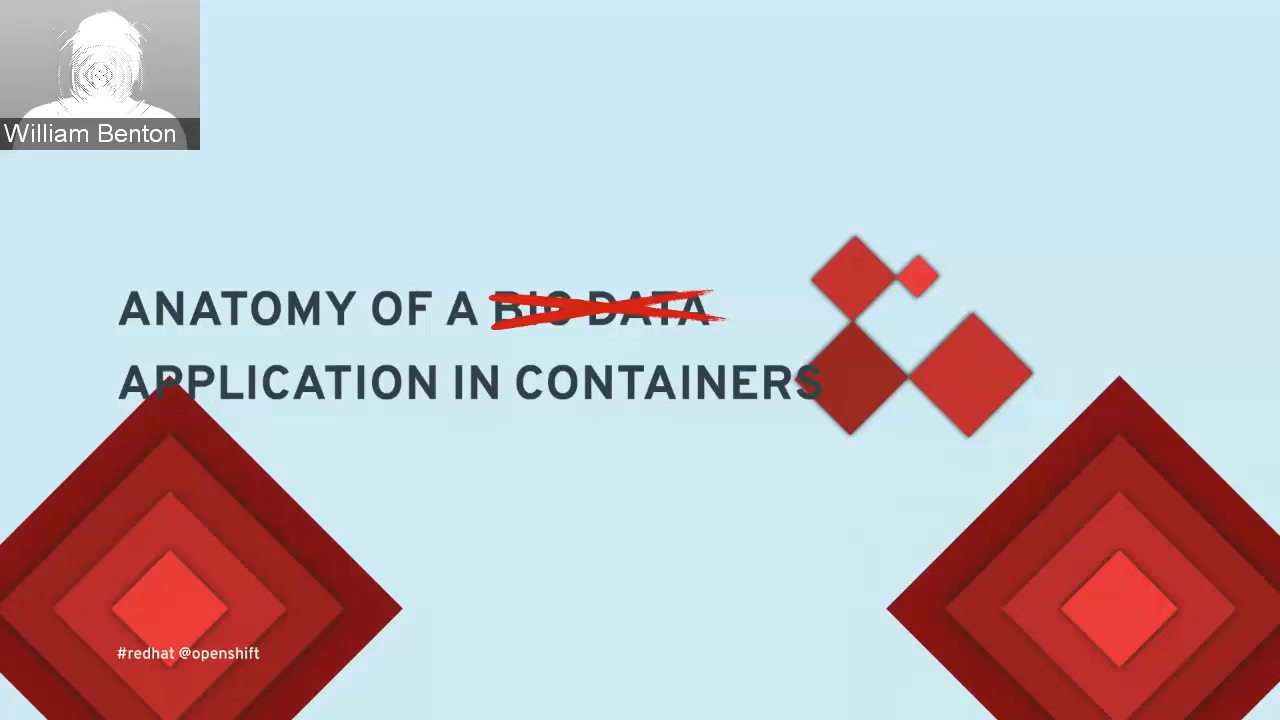 William Benton
ANATOMY OF A BIG DATA
APPLICATION IN CONTAINERS
#redhat @openshift